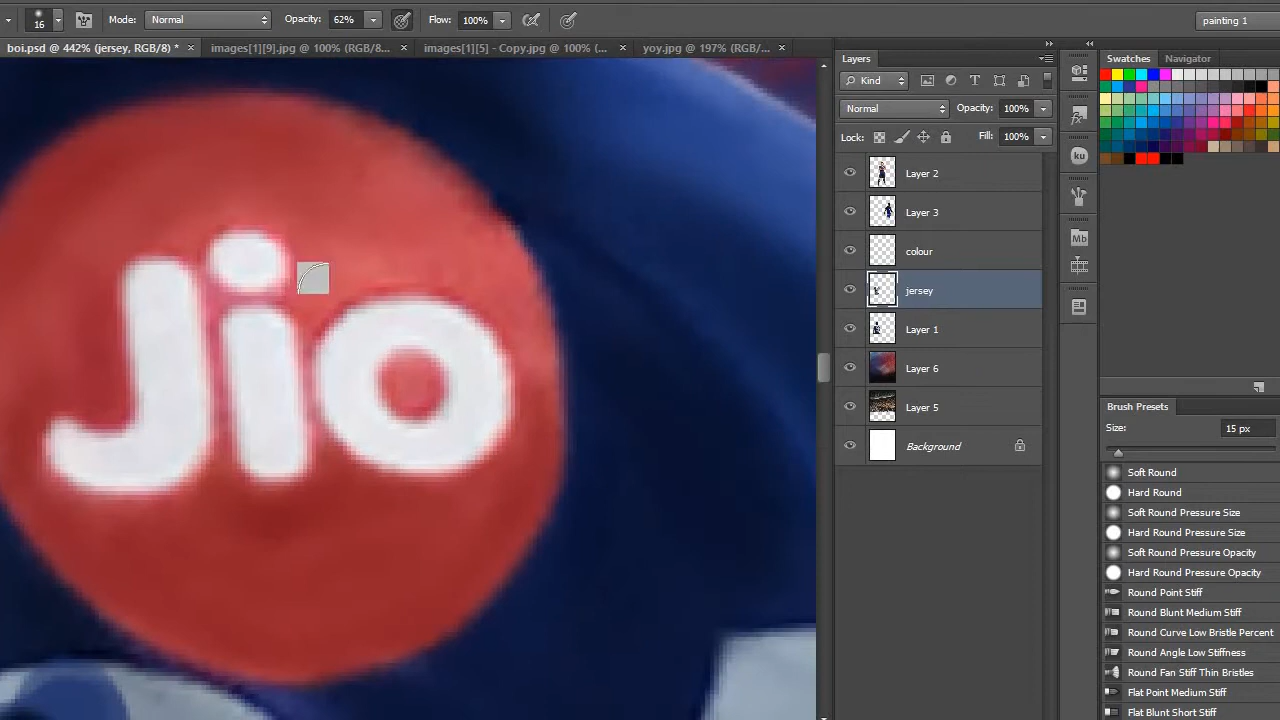 16 Mode: Normal Opacity: 62% Flow: 100% painting 1
boi.psd @ 442% (jersey, RGB/8) * × images[1][9].jpg @ 100% (RGB/8... × images[1][5] - Copy.jpg @ 100% (... × yoy.jpg @ 197% (RGB/... ×
Jio
Layers
Kind
Normal Opacity: 100%
Lock: Fill: 100%
Layer 2
Layer 3
colour
jersey
Layer 1
Layer 6
Layer 5
Background
ku
Mb
Swatches Navigator
Brush Presets
Size: 15 px
Soft Round
Hard Round
Soft Round Pressure Size
Hard Round Pressure Size
Soft Round Pressure Opacity
Hard Round Pressure Opacity
Round Point Stiff
Round Blunt Medium Stiff
Round Curve Low Bristle Percent
Round Angle Low Stiffness
Round Fan Stiff Thin Bristles
Flat Point Medium Stiff
Flat Blunt Short Stiff